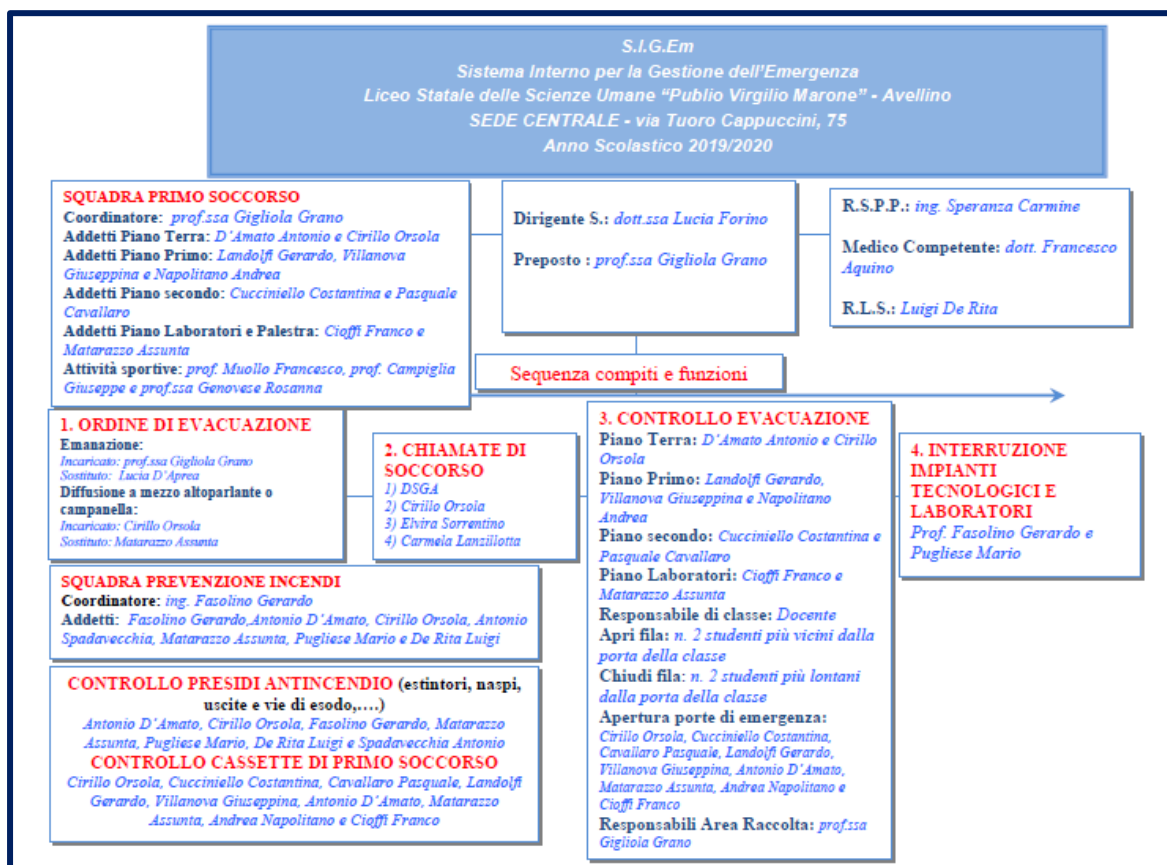 S.I.G.Em
Sistema Interno per la Gestione dell'Emergenza
Liceo Statale delle Scienze Umane "Publio Virgilio Marone" - Avellino
SEDE CENTRALE - via Tuoro Cappuccini, 75
Anno Scolastico 2019/2020
SQUADRA PRIMO SOCCORSO
Coordinatore: prof.ssa Gigliola Grano
Addetti Piano Terra: D'Amato Antonio e Cirillo Orsola
Addetti Piano Primo: Landolfi Gerardo, Villanova
Giuseppina e Napolitano Andrea
Addetti Piano secondo: Cucciniello Costantina e Pasquale
Cavallaro
Addetti Piano Laboratori e Palestra: Cioffi Franco e
Matarazzo Assunta
Attività sportive: prof. Muollo Francesco, prof. Campiglia
Giuseppe e prof.ssa Genovese Rosanna
Dirigente S.: dott.ssa Lucia Forino
Preposto : prof.ssa Gigliola Grano
R.S.P.P.: ing. Speranza Carmine
Medico Competente: dott. Francesco
Aquino
R.L.S.: Luigi De Rita
Sequenza compiti e funzioni
1. ORDINE DI EVACUAZIONE
Emanazione:
Incaricato: prof.ssa Gigliola Grano
Sostituto: Lucia D'Aprea
Diffusione a mezzo altoparlante o
campanella:
Incaricato: Cirillo Orsola
Sostituto: Matarazzo Assunta
2. CHIAMATE DI
SOCCORSO
1) DSGA
2) Cirillo Orsola
3) Elvira Sorrentino
4) Carmela Lanzillotta
3. CONTROLLO EVACUAZIONE
Piano Terra: D'Amato Antonio e Cirillo
Orsola
Piano Primo: Landolfi Gerardo,
Villanova Giuseppina e Napolitano
Andrea
Piano secondo: Cucciniello Costantina e
Pasquale Cavallaro
Piano Laboratori: Cioffi Franco e
Matarazzo Assunta
Responsabile di classe: Docente
Apri fila: n. 2 studenti più vicini dalla
porta della classe
Chiudi fila: n. 2 studenti più lontani
dalla porta della classe
Apertura porte di emergenza:
Cirillo Orsola, Cucciniello Costantina,
Cavallaro Pasquale, Landolfi Gerardo,
Villanova Giuseppina, Antonio D'Amato,
Matarazzo Assunta, Andrea Napolitano e
Cioffi Franco
Responsabili Area Raccolta: prof.ssa
Gigliola Grano
4. INTERRUZIONE
IMPIANTI
TECNOLOGICI E
LABORATORI
Prof. Fasolino Gerardo e
Pugliese Mario
SQUADRA PREVENZIONE INCENDI
Coordinatore: ing. Fasolino Gerardo
Addetti: Fasolino Gerardo,Antonio D'Amato, Cirillo Orsola, Antonio
Spadavecchia, Matarazzo Assunta, Pugliese Mario e De Rita Luigi
CONTROLLO PRESIDI ANTINCENDIO (estintori, naspi,
uscite e vie di esodo,….)
Antonio D'Amato, Cirillo Orsola, Fasolino Gerardo, Matarazzo
Assunta, Pugliese Mario, De Rita Luigi e Spadavecchia Antonio
CONTROLLO CASSETTE DI PRIMO SOCCORSO
Cirillo Orsola, Cucciniello Costantina, Cavallaro Pasquale, Landolfi
Gerardo, Villanova Giuseppina, Antonio D'Amato, Matarazzo
Assunta, Andrea Napolitano e Cioffi Franco